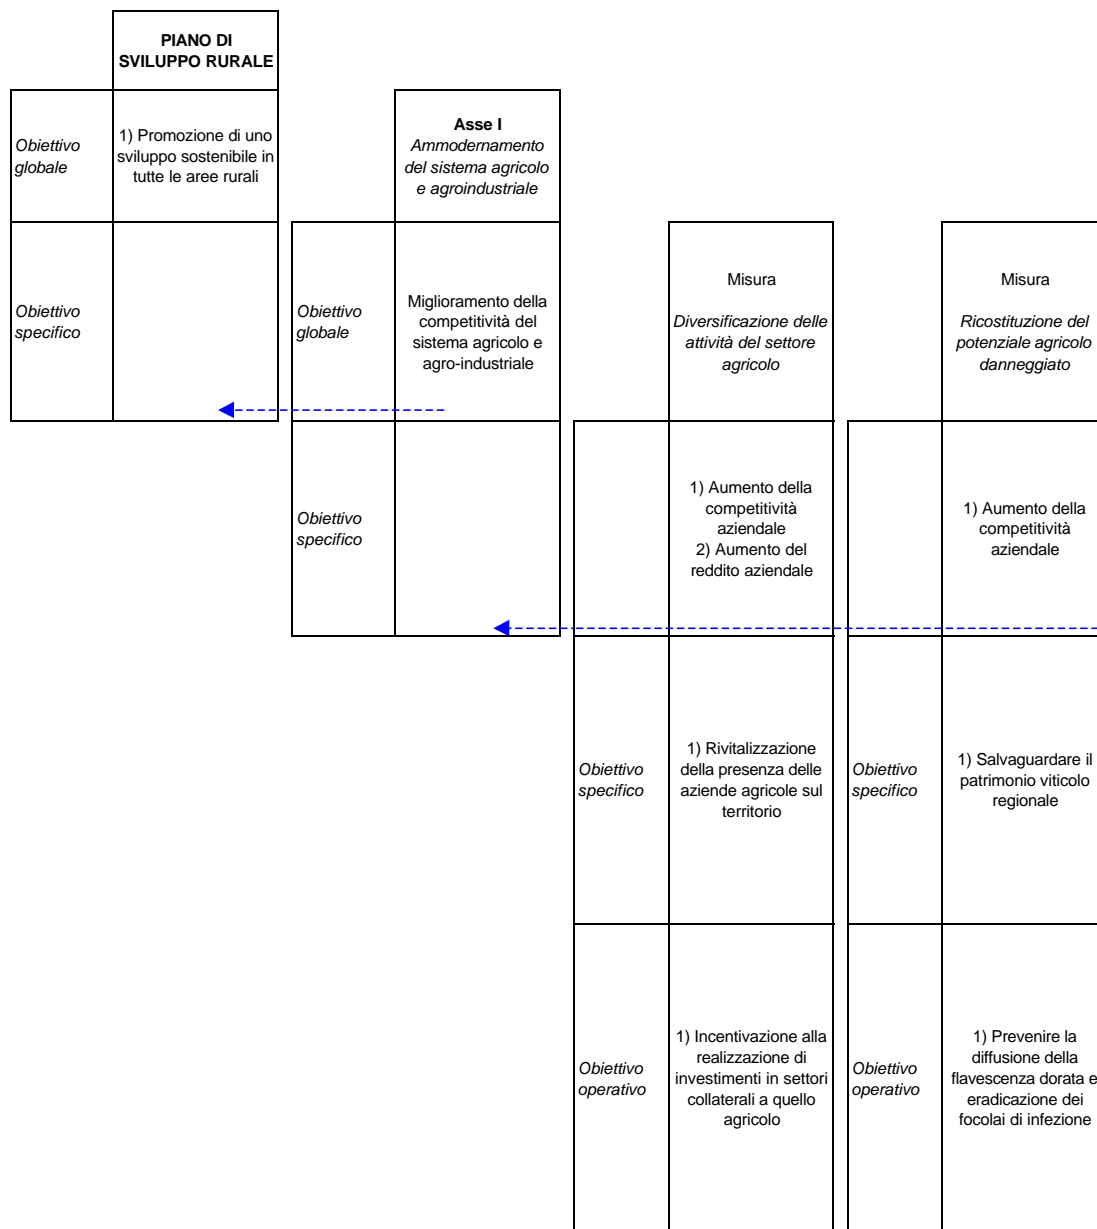 PIANO DI
SVILUPPO RURALE
Obiettivo
globale
1) Promozione di uno
sviluppo sostenibile in
tutte le aree rurali
Asse I
Ammodernamento
del sistema agricolo
e agroindustriale
Obiettivo
specifico
Obiettivo
globale
Miglioramento della
competitività del
sistema agricolo e
agro-industriale
Misura
Diversificazione delle
attività del settore
agricolo
Misura
Ricostituzione del
potenziale agricolo
danneggiato
Obiettivo
specifico
1) Aumento della
competitività
aziendale
2) Aumento del
reddito aziendale
1) Aumento della
competitività
aziendale
Obiettivo
specifico
1) Rivitalizzazione
della presenza delle
aziende agricole sul
territorio
Obiettivo
specifico
1) Salvaguardare il
patrimonio viticolo
regionale
Obiettivo
operativo
1) Incentivazione alla
realizzazione di
investimenti in settori
collaterali a quello
agricolo
Obiettivo
operativo
1) Prevenire la
diffusione della
flavescenza dorata e
eradicazione dei
focolai di infezione